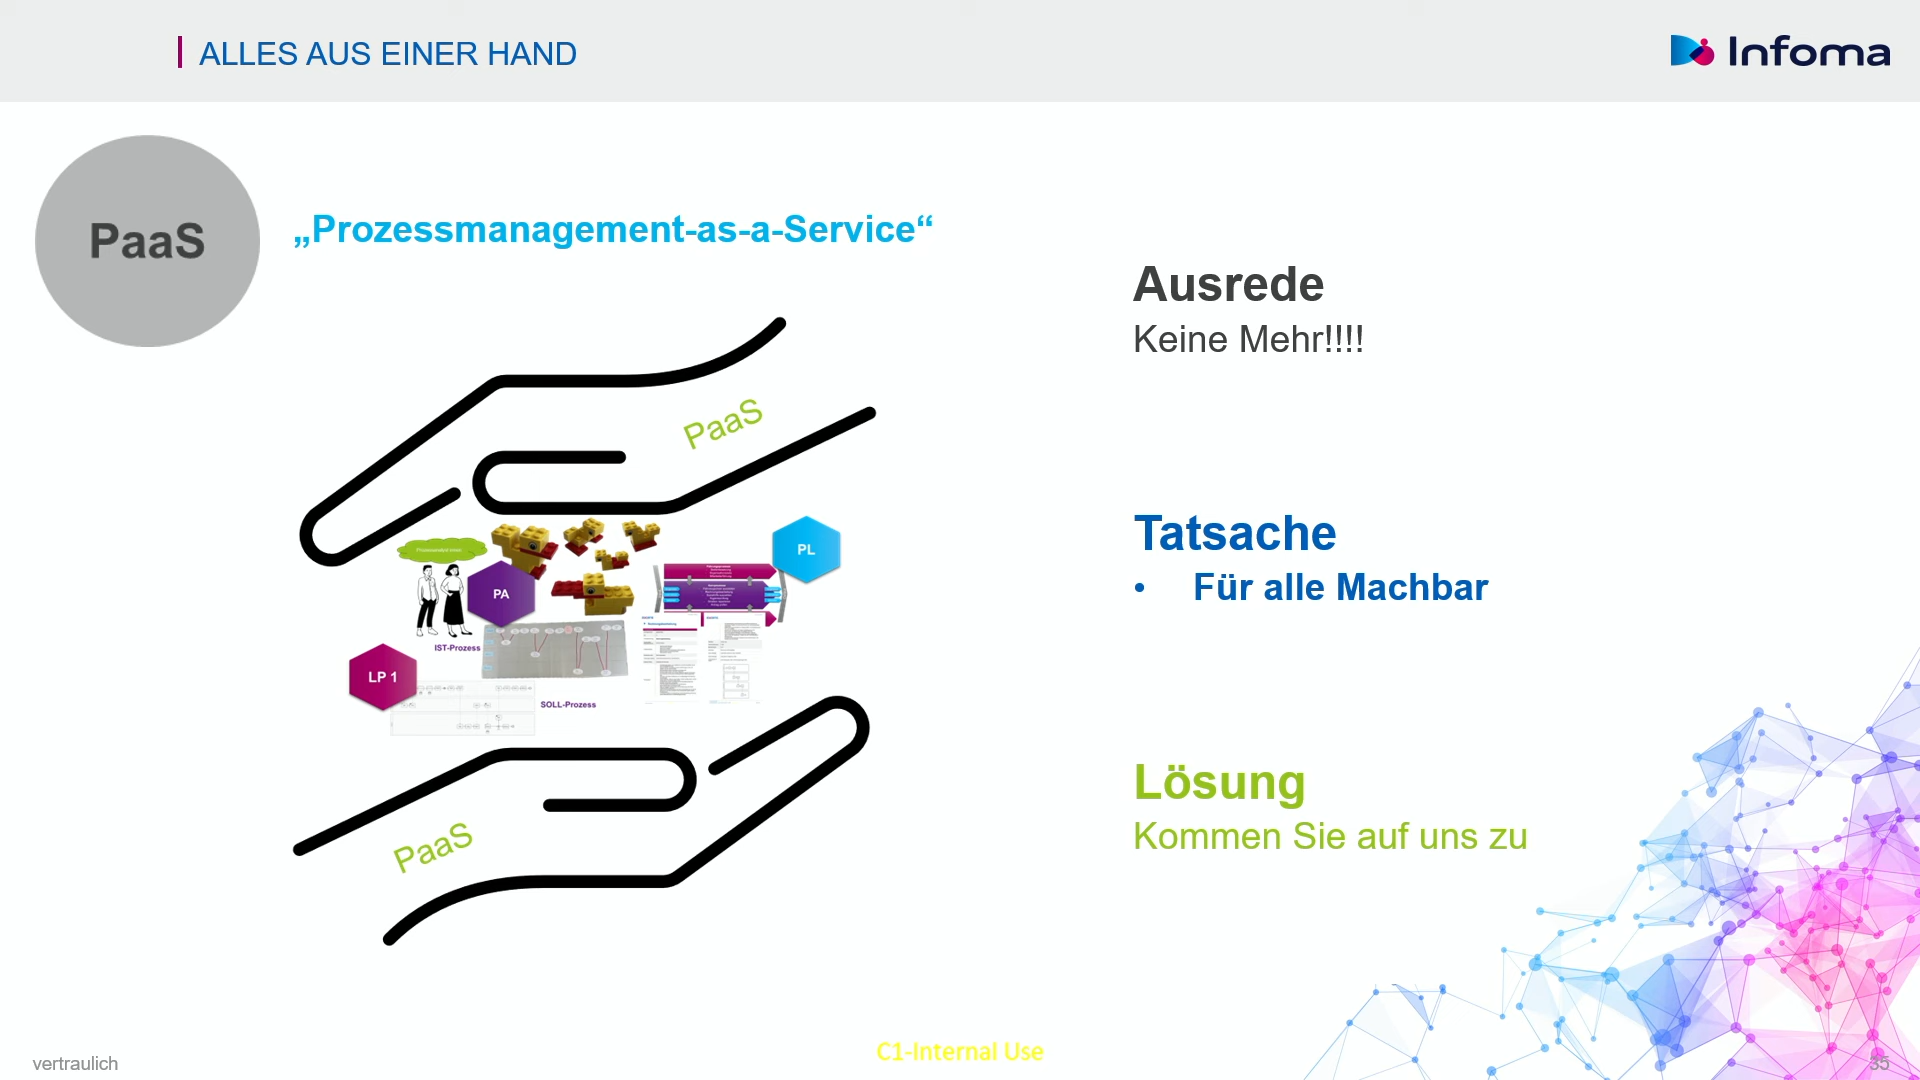 ALLES AUS EINER HAND
Infoma
PaaS
„Prozessmanagement-as-a-Service“
Ausrede
Keine Mehr!!!!
PaaS
Tatsache
• Für alle Machbar
PL
PA
IST-Prozess
LP 1
SOLL-Prozess
Lösung
Kommen Sie auf uns zu
PaaS
C1-Internal Use
vertraulich
35